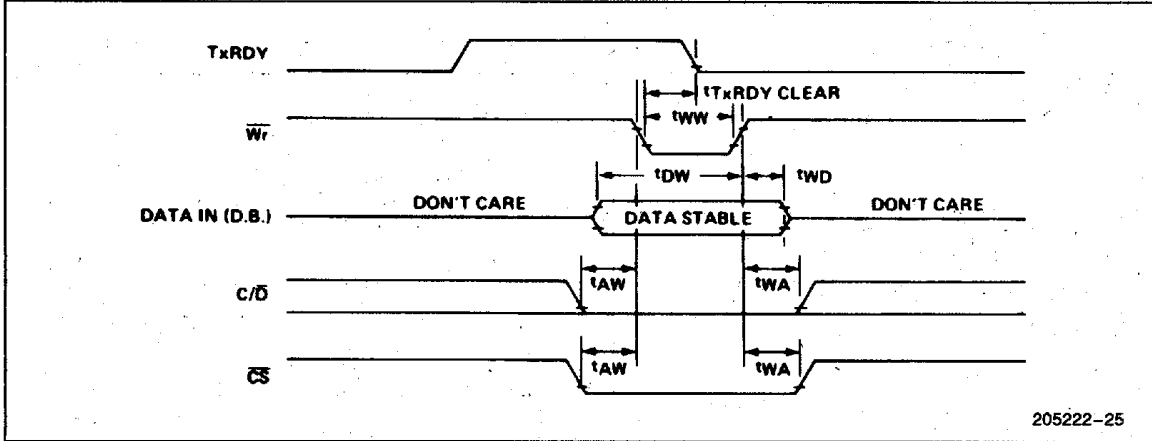 TxRDY
tTxRDY CLEAR
tWW
Wr
tDW
tWD
DON'T CARE
DON'T CARE
DATA IN (D.B.)
DATA STABLE
tAW
tWA
C/D
tAW
tWA
CS
205222-25